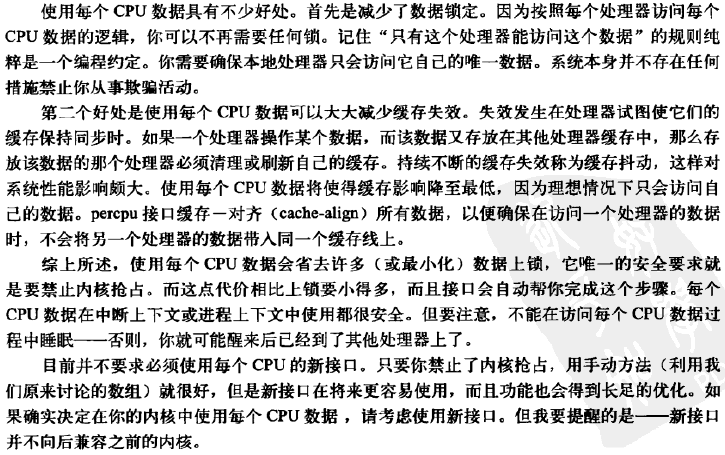 使用每个 CPU 数据具有不少好处。首先是减少了数据锁定。因为按照每个处理器访问每个
CPU 数据的逻辑，你可以不再需要任何锁。记住“只有这个处理器能访问这个数据”的规则纯
粹是一个编程约定。你需要确保本地处理器只会访问它自己的唯一数据。系统本身并不存在任何
措施禁止你从事欺骗活动。
第二个好处是使用每个 CPU 数据可以大大减少缓存失效。失效发生在处理器试图使它们的
缓存保持同步时。如果一个处理器操作某个数据，而该数据又存放在其他处理器缓存中，那么存
放该数据的那个处理器必须清理或刷新自己的缓存。持续不断的缓存失效称为缓存抖动，这样对
系统性能影响颇大。使用每个 CPU 数据将使得缓存影响降至最低，因为理想情况下只会访问自
己的数据。percpu 接口缓存－对齐（cache-align）所有数据，以便确保在访问一个处理器的数据
时，不会将另一个处理器的数据带入同一个缓存线上。
综上所述，使用每个 CPU 数据会省去许多（或最小化）数据上锁，它唯一的安全要求就
是要禁止内核抢占。而这点代价相比上锁要小得多，而且接口会自动帮你完成这个步骤。每个
CPU 数据在中断上下文或进程上下文中使用都很安全。但要注意，不能在访问每个 CPU 数据过
程中睡眠——否则，你就可能醒来后已经到了其他处理器上了。
目前并不要求必须使用每个 CPU 的新接口。只要你禁止了内核抢占，用手动方法（利用我
们原来讨论的数组）就很好，但是新接口在将来更容易使用，而且功能也会得到长足的优化。如
果确实决定在你的内核中使用每个 CPU 数据，请考虑使用新接口。但我要提醒的是——新接口
并不向后兼容之前的内核。